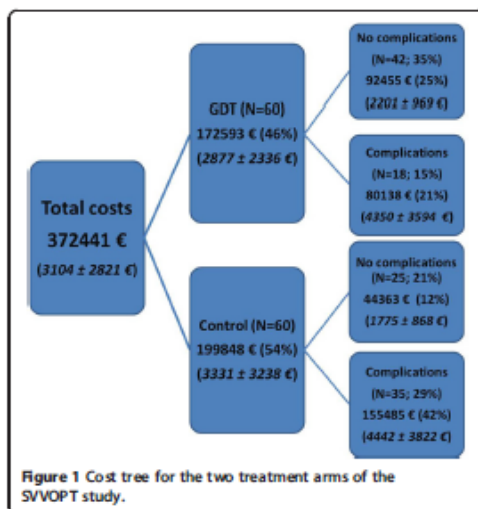 Total costs
372441 €
(3104 ± 2821 €)
GDT (N=60)
172593 € (46%)
(2877 ± 2336 €)
No complications
(N=42; 35%)
92455 € (25%)
(2201 ± 969 €)
Complications
(N=18; 15%)
80138 € (21%)
(4350 ± 3594 €)
Control (N=60)
199848 € (54%)
(3331 ± 3238 €)
No complications
(N=25; 21%)
44363 € (12%)
(1775 ± 868 €)
Complications
(N=35; 29%)
155485 € (42%)
(4442 ± 3822 €)
Figure 1 Cost tree for the two treatment arms of the
SVVOPT study.